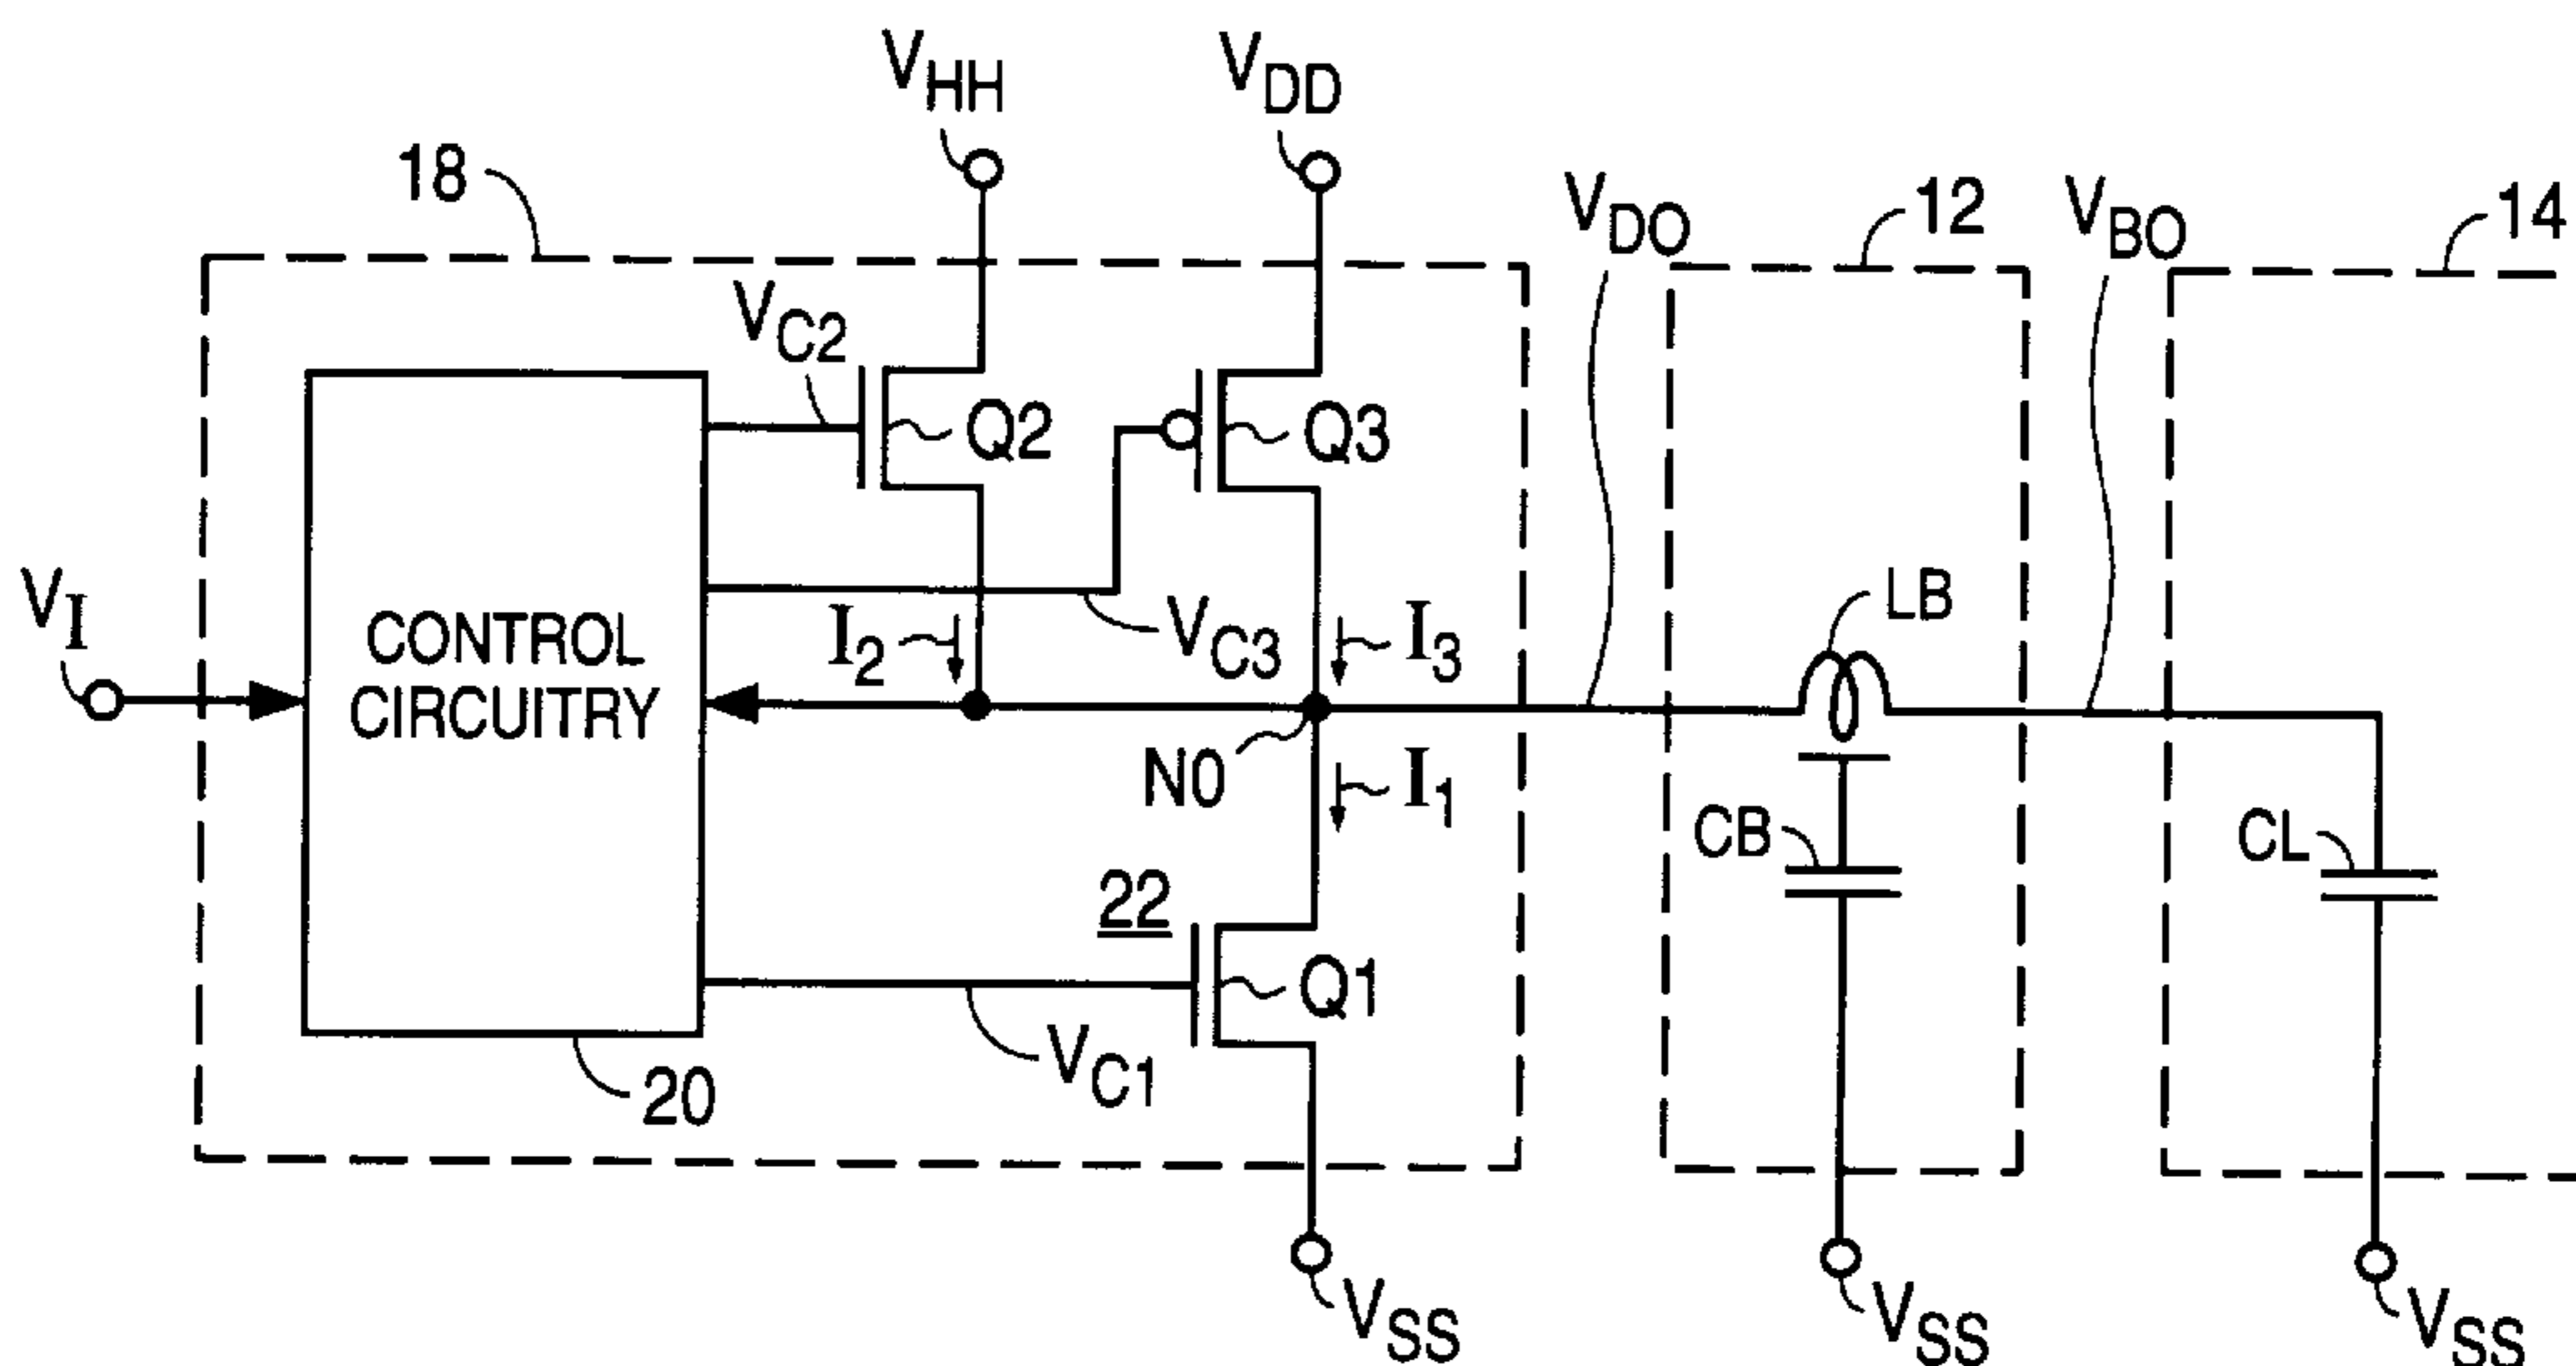 V_HH
V_DD
18
V_DO
12
V_BO
14
V_C2
Q2
Q3
V_I
CONTROL
CIRCUITRY
I_2
V_C3
I_3
LB
N0
I_1
CB
CL
22
Q1
V_C1
20
V_SS
V_SS
V_SS